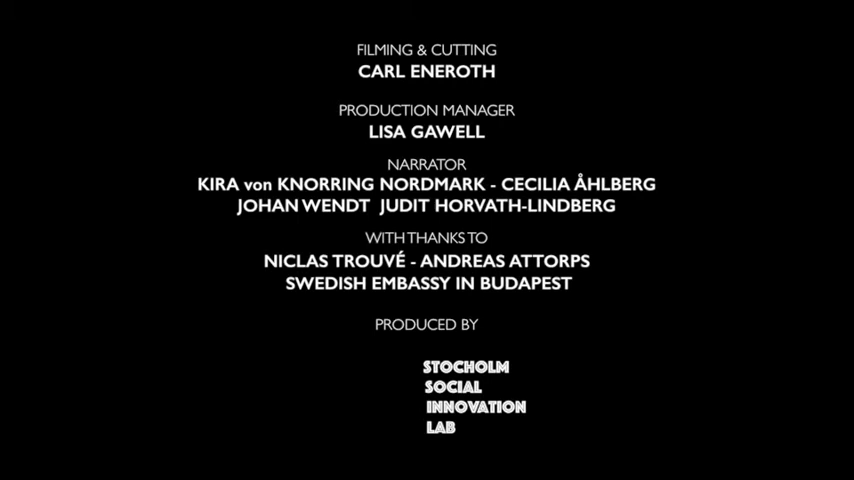 FILMING & CUTTING
CARL ENEROTH
PRODUCTION MANAGER
LISA GAWELL
NARRATOR
KIRA von KNORRING NORDMARK - CECILIA ÅHLBERG
JOHAN WENDT JUDIT HORVATH-LINDBERG
WITH THANKS TO
NICLAS TROUVÉ - ANDREAS ATTORPS
SWEDISH EMBASSY IN BUDAPEST
PRODUCED BY
STOCHOLM
SOCIAL
INNOVATION
LAB